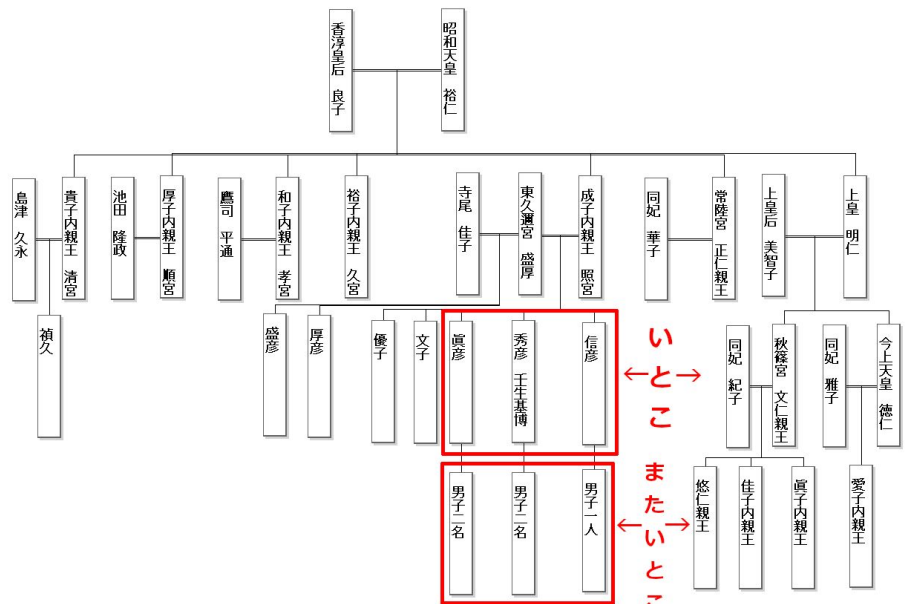 昭和天皇 裕仁
香淳皇后 良子
上皇 明仁
上皇后 美智子
常陸宮 正仁親王
同妃 華子
成子内親王 照宮
東久邇宮 盛厚
寺尾 佳子
裕子内親王 久宮
和子内親王 孝宮
鷹司 平通
厚子内親王 順宮
池田 隆政
貴子内親王 清宮
島津 久永
今上天皇 徳仁
同妃 雅子
秋篠宮 文仁親王
同妃 紀子
←いとこ→
信彦
秀彦 壬生基博
眞彦
文子
優子
厚彦
盛彦
禎久
愛子内親王
眞子内親王
佳子内親王
悠仁親王
←またいとこ→
男子一人
男子二名
男子二名